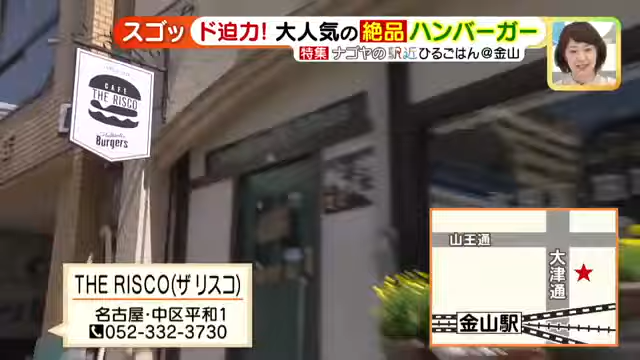 スゴッ ド迫力! 大人気の 絶品 ハンバーガー
特集 ナゴヤの駅近ひるごはん@金山
CAFE
THE RISCO
Burgers
山王通
大津通
金山駅
THE RISCO(ザ リスコ)
名古屋・中区平和1
052-332-3730